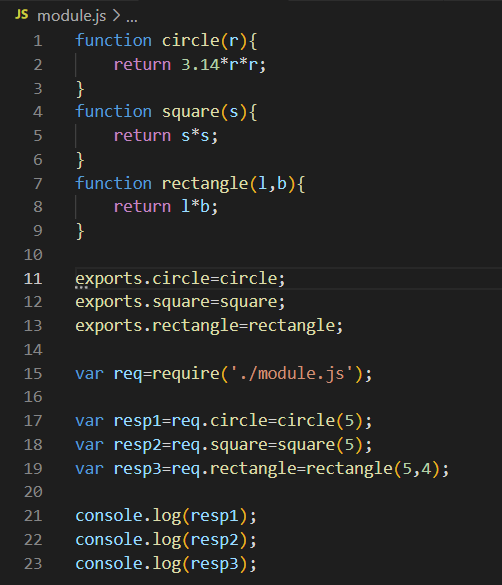 JS module.js > ...
1 function circle(r){
2 return 3.14*r*r;
3 }
4 function square(s){
5 return s*s;
6 }
7 function rectangle(l,b){
8 return l*b;
9 }
10
11 exports.circle=circle;
12 exports.square=square;
13 exports.rectangle=rectangle;
14
15 var req=require('./module.js');
16
17 var resp1=req.circle=circle(5);
18 var resp2=req.square=square(5);
19 var resp3=req.rectangle=rectangle(5,4);
20
21 console.log(resp1);
22 console.log(resp2);
23 console.log(resp3);